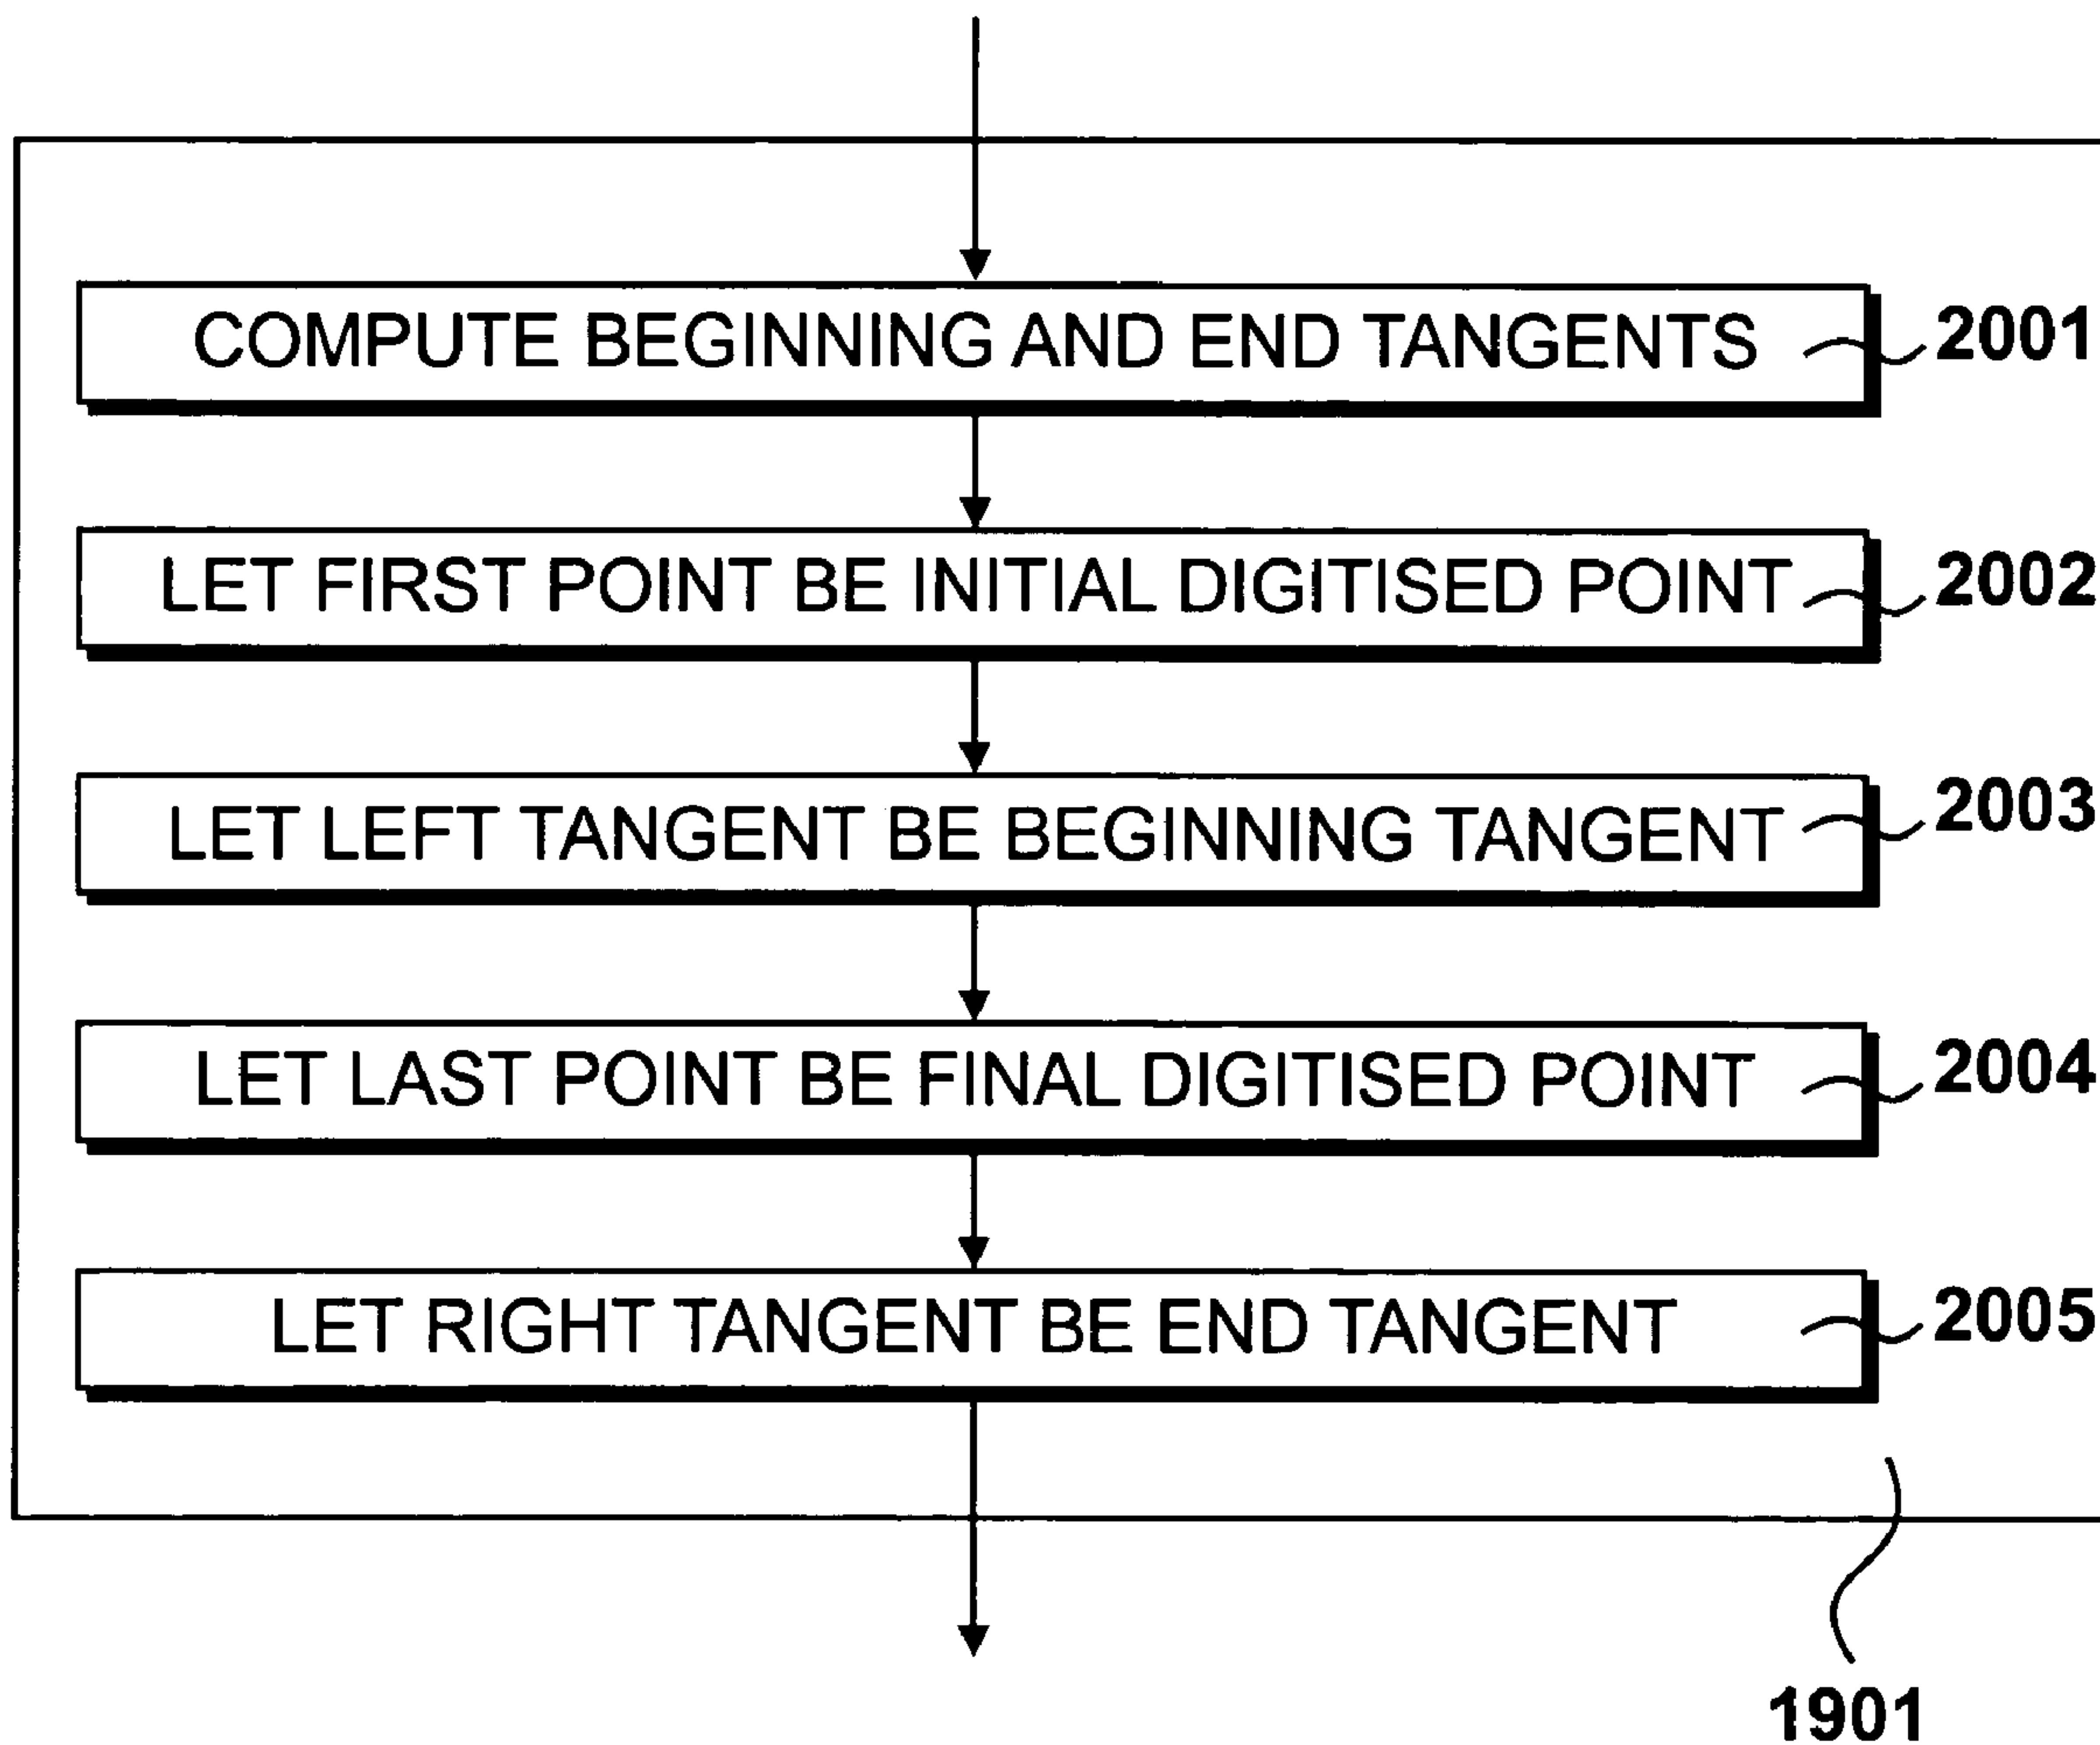 COMPUTE BEGINNING AND END TANGENTS 2001
LET FIRST POINT BE INITIAL DIGITISED POINT 2002
LET LEFT TANGENT BE BEGINNING TANGENT 2003
LET LAST POINT BE FINAL DIGITISED POINT 2004
LET RIGHT TANGENT BE END TANGENT 2005
1901